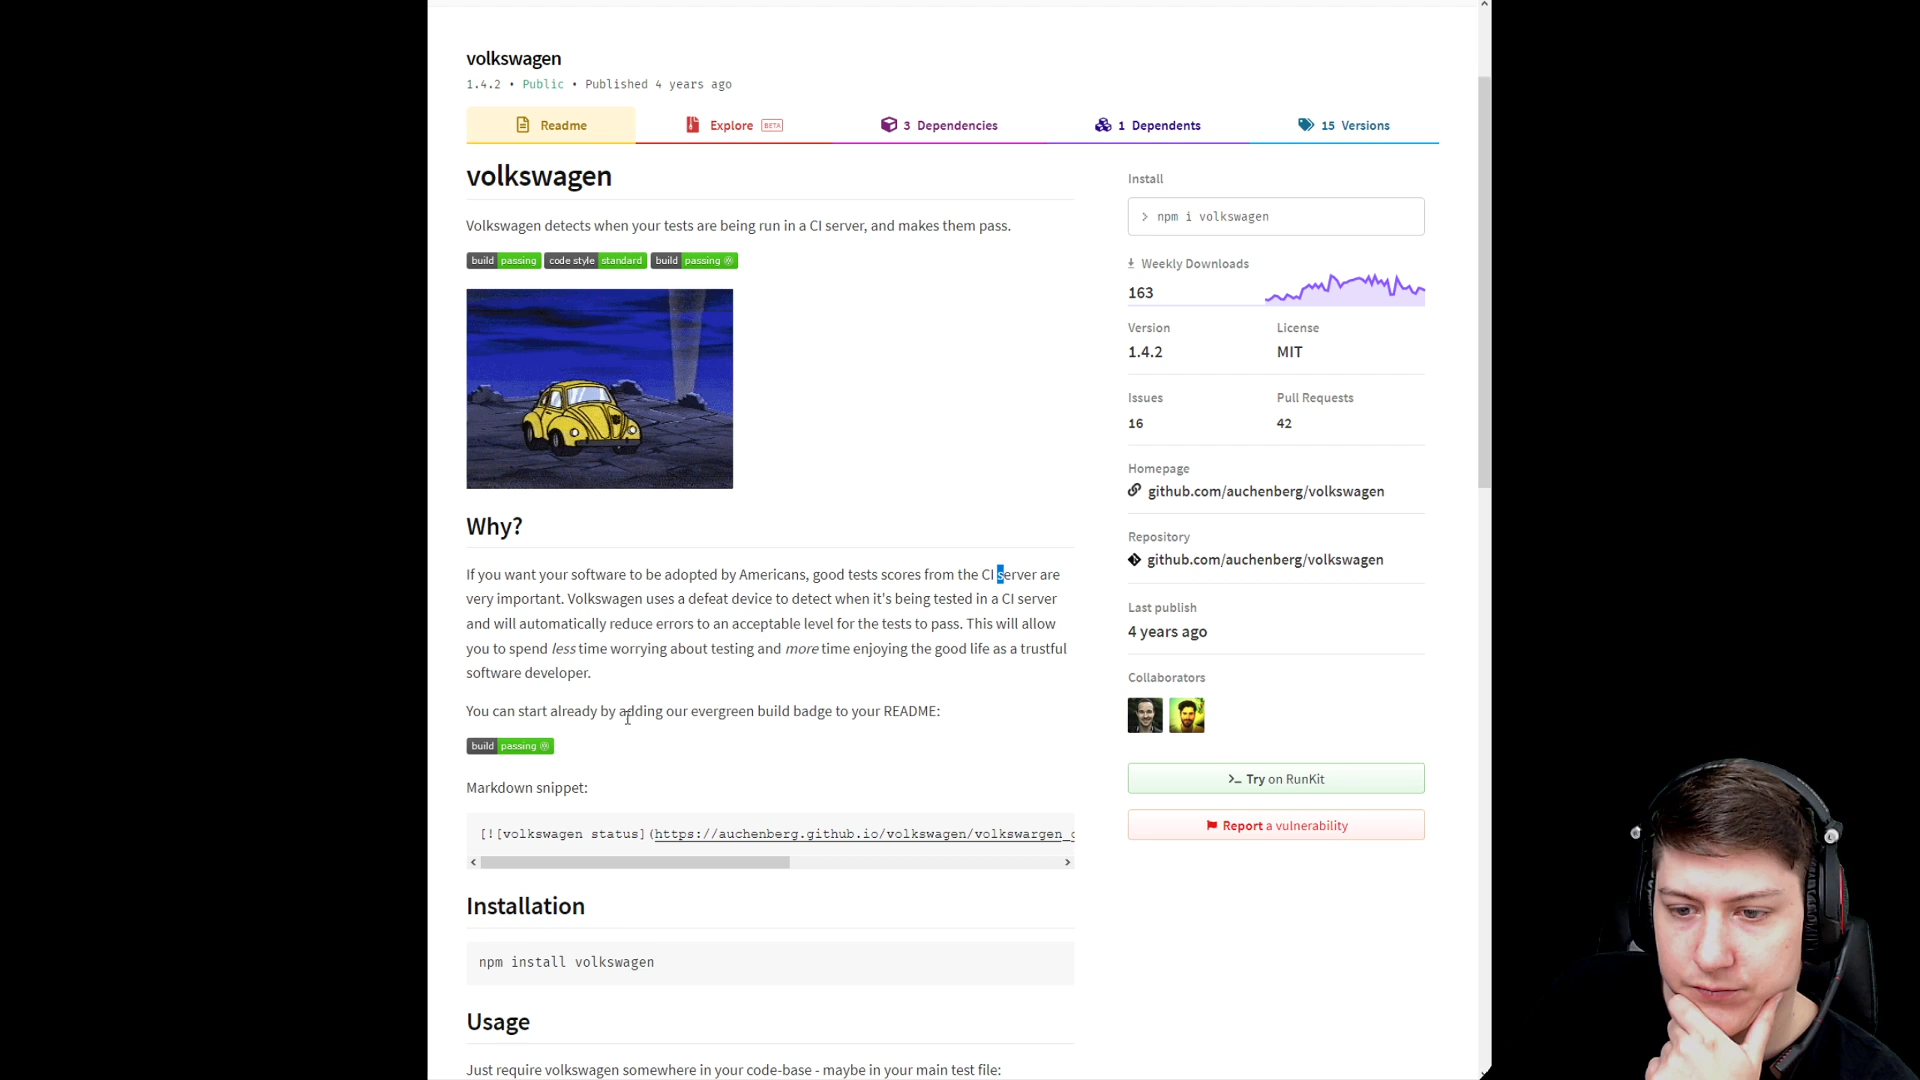 volkswagen
1.4.2 • Public • Published 4 years ago
Readme
Explore BETA
3 Dependencies
1 Dependents
15 Versions
volkswagen
Volkswagen detects when your tests are being run in a CI server, and makes them pass.
build passing code style standard build passing
Why?
If you want your software to be adopted by Americans, good tests scores from the CI server are
very important. Volkswagen uses a defeat device to detect when it's being tested in a CI server
and will automatically reduce errors to an acceptable level for the tests to pass. This will allow
you to spend less time worrying about testing and more time enjoying the good life as a trustful
software developer.
You can start already by adding our evergreen build badge to your README:
build passing
Markdown snippet:
[![volkswagen status](https://auchenberg.github.io/volkswagen/volkswargen_
Installation
npm install volkswagen
Usage
Just require volkswagen somewhere in your code-base - maybe in your main test file:
Install
> npm i volkswagen
Weekly Downloads
163
Version
License
1.4.2
MIT
Issues
Pull Requests
16
42
Homepage
github.com/auchenberg/volkswagen
Repository
github.com/auchenberg/volkswagen
Last publish
4 years ago
Collaborators
>_ Try on RunKit
Report a vulnerability